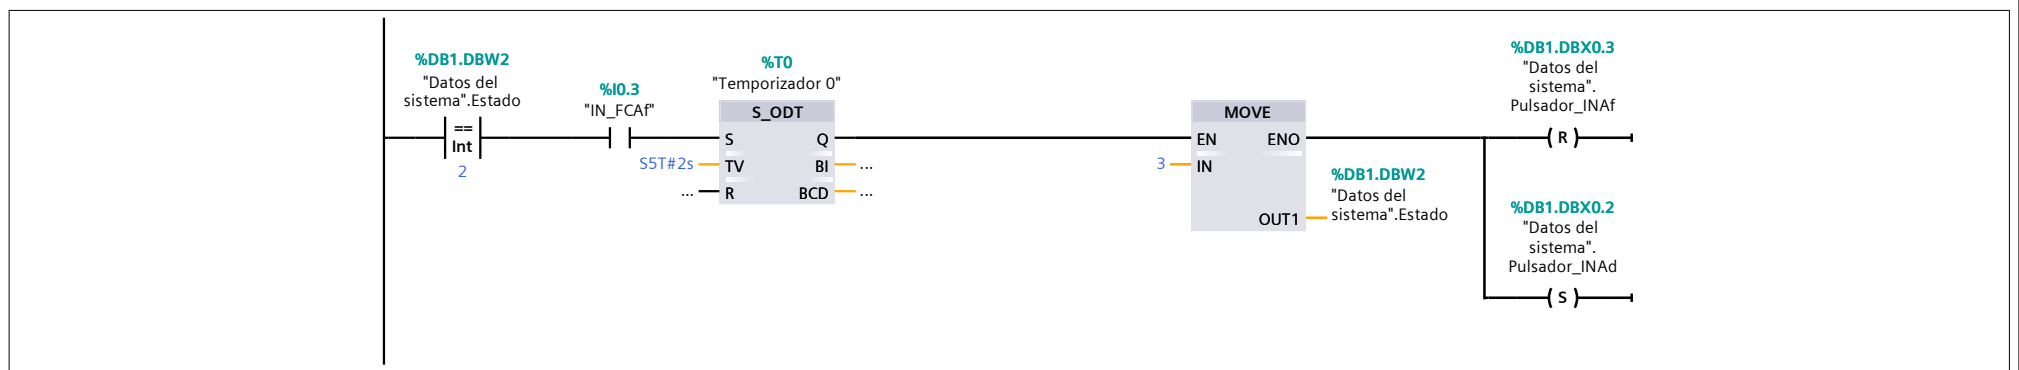 %DB1.DBW2
"Datos del
sistema".Estado
==
Int
2
%I0.3
"IN_FCAf"
%T0
"Temporizador 0"
S_ODT
S Q
S5T#2s TV BI ...
... R BCD ...
MOVE
EN ENO
3 IN
OUT1
%DB1.DBW2
"Datos del
sistema".Estado
%DB1.DBX0.3
"Datos del
sistema".
Pulsador_INAf
R
%DB1.DBX0.2
"Datos del
sistema".
Pulsador_INAd
S